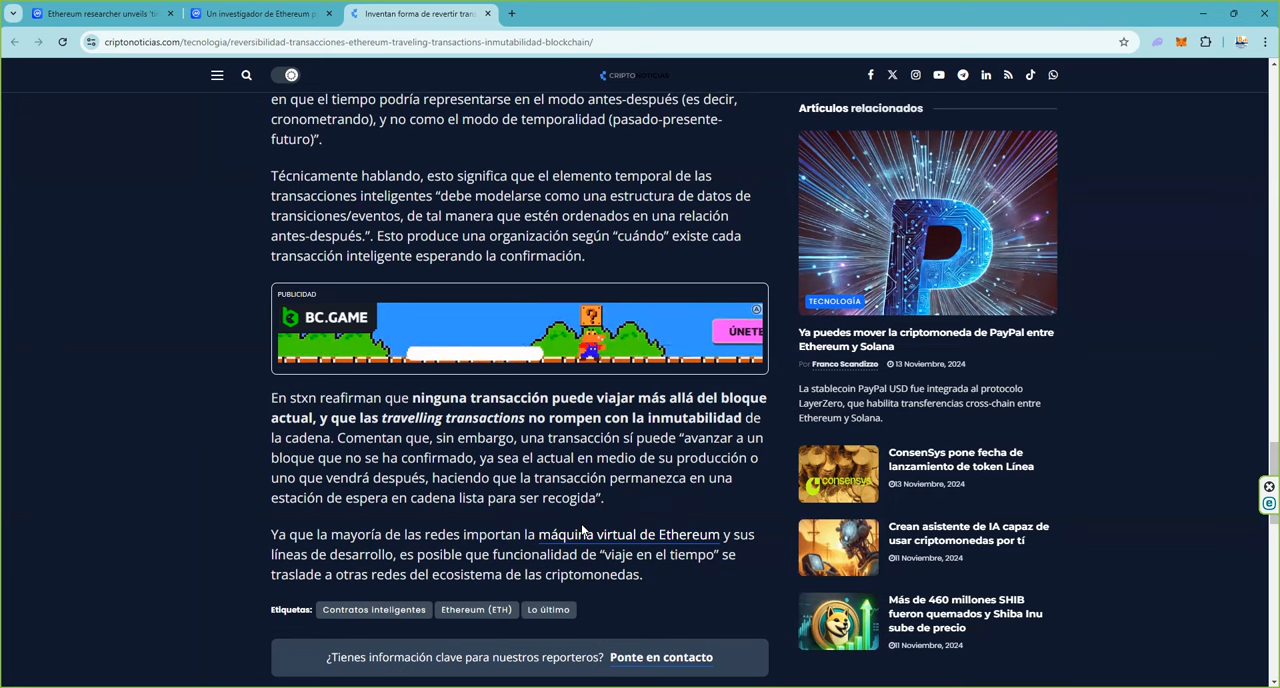 Ethereum researcher unveils 'ti
Un investigador de Ethereum p
Inventan forma de revertir tran
criptonoticias.com/tecnologia/reversibilidad-transacciones-ethereum-traveling-transactions-inmutabilidad-blockchain/
CRIPTONOTICIAS
en que el tiempo podría representarse en el modo antes-después (es decir,
cronometrando), y no como el modo de temporalidad (pasado-presente-
futuro)”.
Técnicamente hablando, esto significa que el elemento temporal de las
transacciones inteligentes “debe modelarse como una estructura de datos de
transiciones/eventos, de tal manera que estén ordenados en una relación
antes-después.”. Esto produce una organización según “cuándo” existe cada
transacción inteligente esperando la confirmación.
PUBLICIDAD
BC.GAME
ÚNETE
En stxn reafirman que ninguna transacción puede viajar más allá del bloque
actual, y que las travelling transactions no rompen con la inmutabilidad de
la cadena. Comentan que, sin embargo, una transacción sí puede “avanzar a un
bloque que no se ha confirmado, ya sea el actual en medio de su producción o
uno que vendrá después, haciendo que la transacción permanezca en una
estación de espera en cadena lista para ser recogida”.
Ya que la mayoría de las redes importan la máquina virtual de Ethereum y sus
líneas de desarrollo, es posible que funcionalidad de “viaje en el tiempo” se
traslade a otras redes del ecosistema de las criptomonedas.
Etiquetas: Contratos inteligentes Ethereum (ETH) Lo último
¿Tienes información clave para nuestros reporteros? Ponte en contacto
Artículos relacionados
TECNOLOGÍA
Ya puedes mover la criptomoneda de PayPal entre
Ethereum y Solana
Por Franco Scandizzo 13 Noviembre, 2024
La stablecoin PayPal USD fue integrada al protocolo
LayerZero, que habilita transferencias cross-chain entre
Ethereum y Solana.
CONSENSYS
ConsenSys pone fecha de
lanzamiento de token Línea
13 Noviembre, 2024
Crean asistente de IA capaz de
usar criptomonedas por tí
11 Noviembre, 2024
Más de 460 millones SHIB
fueron quemados y Shiba Inu
sube de precio
11 Noviembre, 2024